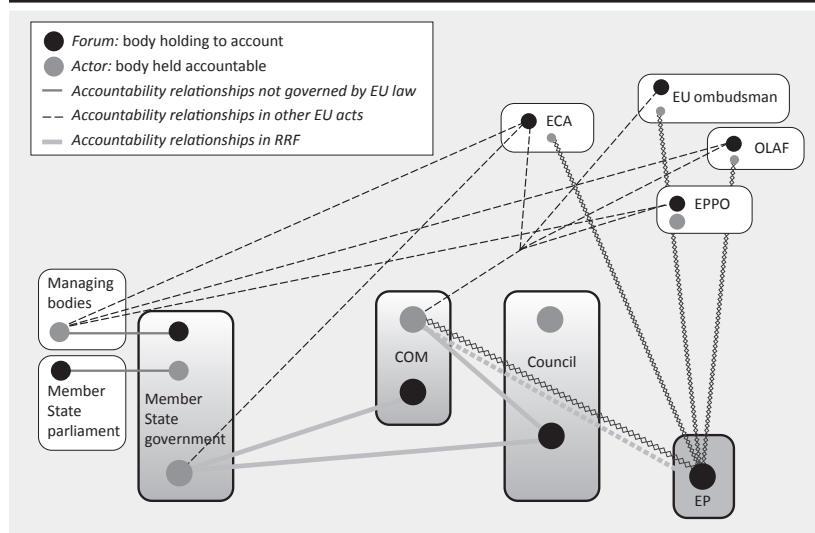 Forum: body holding to account
Actor: body held accountable
Accountability relationships not governed by EU law
Accountability relationships in other EU acts
Accountability relationships in RRF
EU ombudsman
ECA
OLAF
EPPO
Managing
bodies
COM
Council
Member
State
parliament
Member
State
government
EP